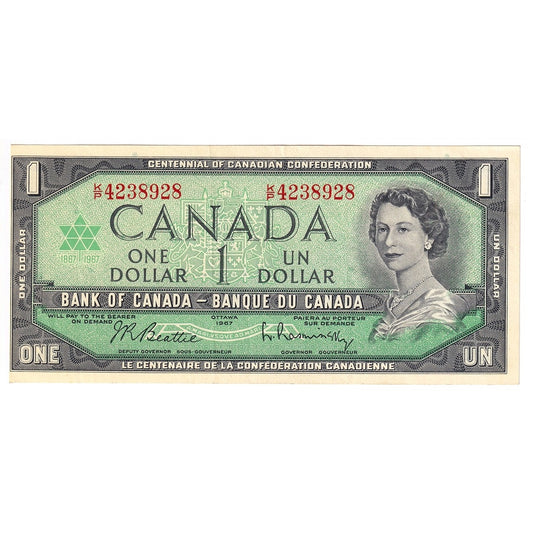 CENTENNIAL OF CANADIAN CONFEDERATION
1 1
K/P 4238928 K/P 4238928
CANADA
1867 1967
ONE DOLLAR 1 UN DOLLAR
ONE DOLLAR
UN DOLLAR
BANK OF CANADA – BANQUE DU CANADA
WILL PAY TO THE BEARER ON DEMAND
OTTAWA 1967
PAIERA AU PORTEUR SUR DEMANDE
J.R. Beattie
L. Rasminsky
DEPUTY GOVERNOR SOUS-GOUVERNEUR
GOVERNOR GOUVERNEUR
ONE UN
LE CENTENAIRE DE LA CONFÉDÉRATION CANADIENNE